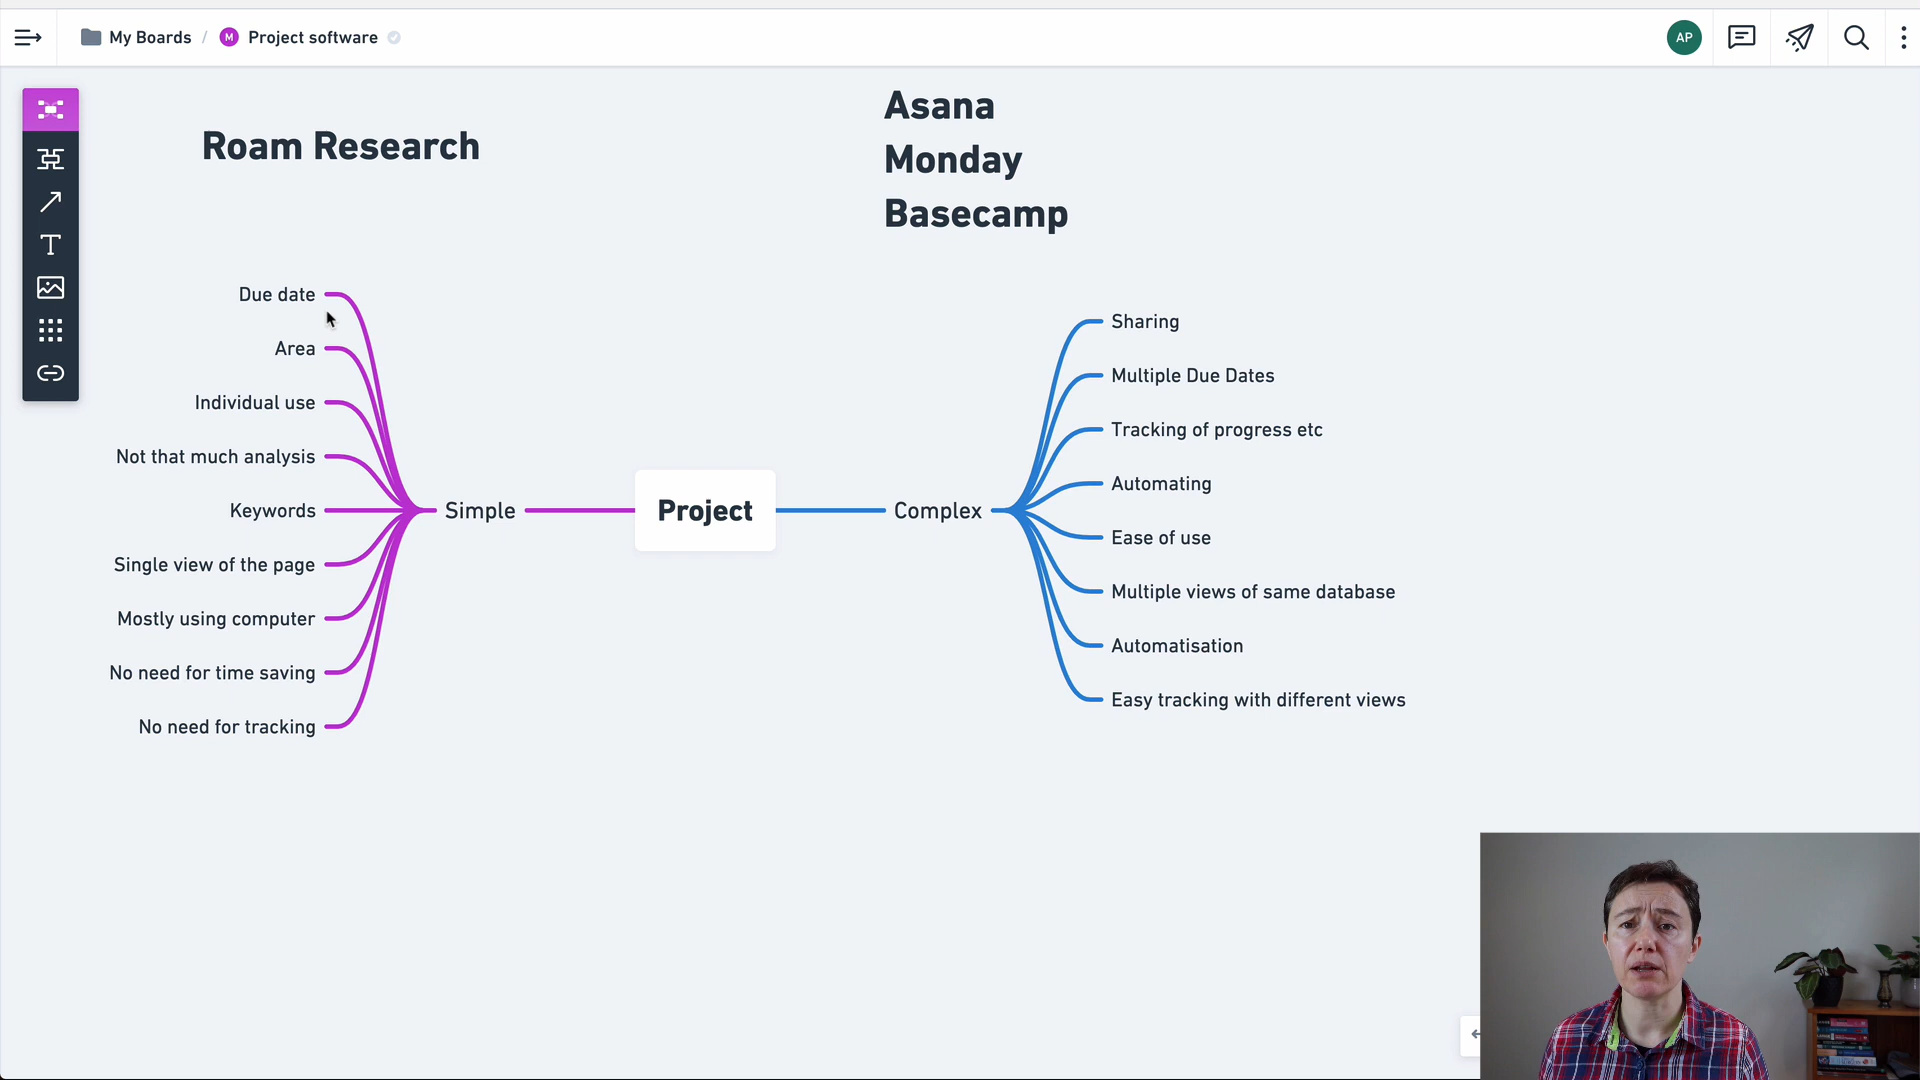 My Boards / M Project software
AP
Roam Research
Asana
Monday
Basecamp
Due date
Area
Individual use
Not that much analysis
Keywords
Single view of the page
Mostly using computer
No need for time saving
No need for tracking
Simple
Project
Complex
Sharing
Multiple Due Dates
Tracking of progress etc
Automating
Ease of use
Multiple views of same database
Automatisation
Easy tracking with different views